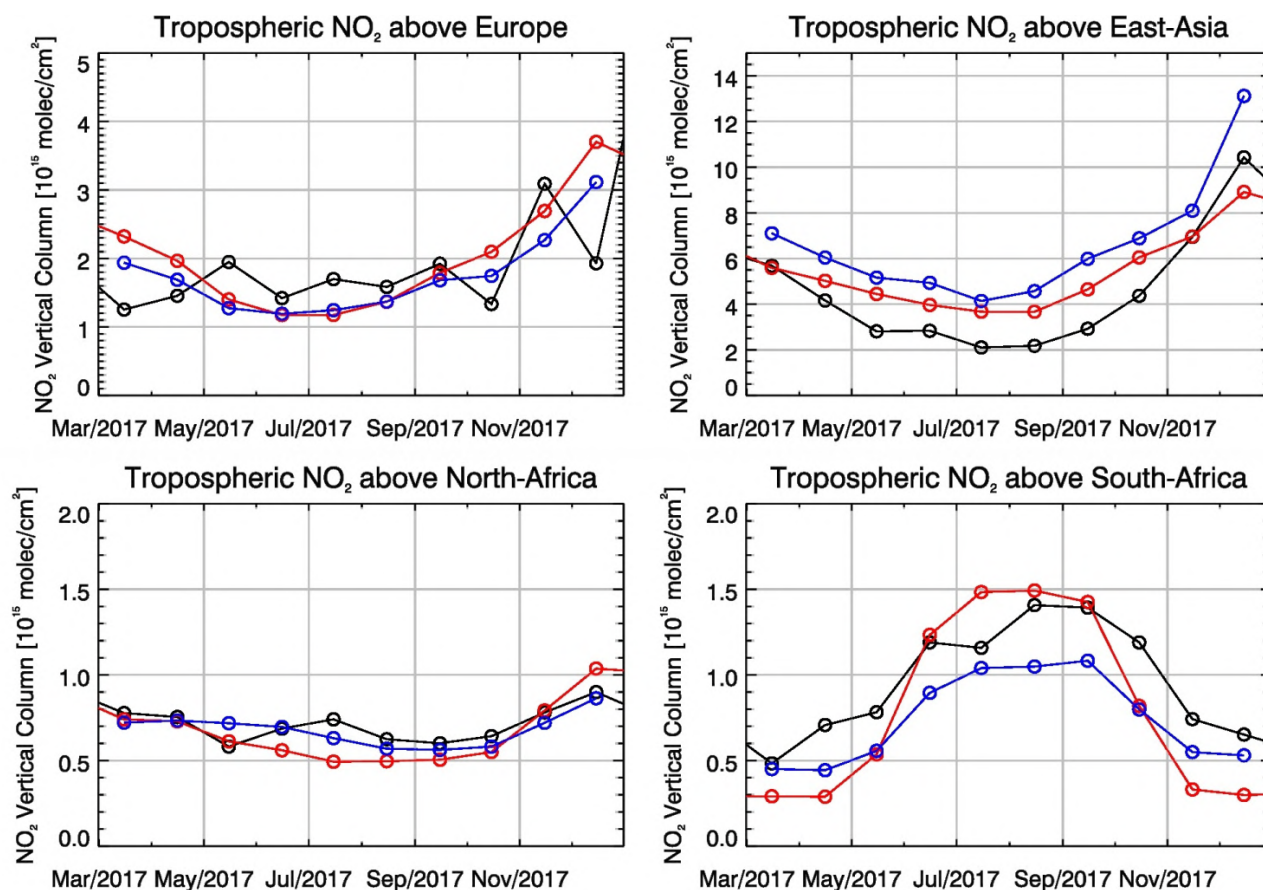 Tropospheric NO₂ above Europe
NO₂ Vertical Column [10¹⁵ molec/cm²]
5
4
3
2
1
0
Mar/2017 May/2017 Jul/2017 Sep/2017 Nov/2017
Tropospheric NO₂ above East-Asia
NO₂ Vertical Column [10¹⁵ molec/cm²]
14
12
10
8
6
4
2
0
Mar/2017 May/2017 Jul/2017 Sep/2017 Nov/2017
Tropospheric NO₂ above North-Africa
NO₂ Vertical Column [10¹⁵ molec/cm²]
2.0
1.5
1.0
0.5
0.0
Mar/2017 May/2017 Jul/2017 Sep/2017 Nov/2017
Tropospheric NO₂ above South-Africa
NO₂ Vertical Column [10¹⁵ molec/cm²]
2.0
1.5
1.0
0.5
0.0
Mar/2017 May/2017 Jul/2017 Sep/2017 Nov/2017